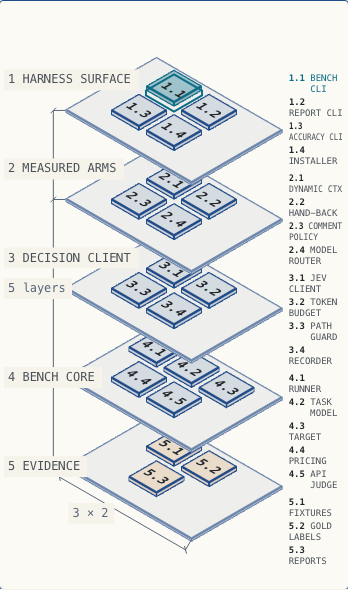 1 HARNESS SURFACE
1.1
1.2
1.3
1.4
2 MEASURED ARMS
2.1
2.2
2.3
2.4
3 DECISION CLIENT
3.1
3.2
3.3
3.4
5 layers
4 BENCH CORE
4.1
4.2
4.3
4.4
4.5
5 EVIDENCE
5.1
5.2
5.3
3 × 2
1.1 BENCH
CLI
1.2
REPORT CLI
1.3
ACCURACY CLI
1.4
INSTALLER
2.1
DYNAMIC CTX
2.2
HAND-BACK
2.3 COMMENT
POLICY
2.4 MODEL
ROUTER
3.1 JEV
CLIENT
3.2 TOKEN
BUDGET
3.3 PATH
GUARD
3.4
RECORDER
4.1
RUNNER
4.2 TASK
MODEL
4.3
TARGET
4.4
PRICING
4.5 API
JUDGE
5.1
FIXTURES
5.2 GOLD
LABELS
5.3
REPORTS